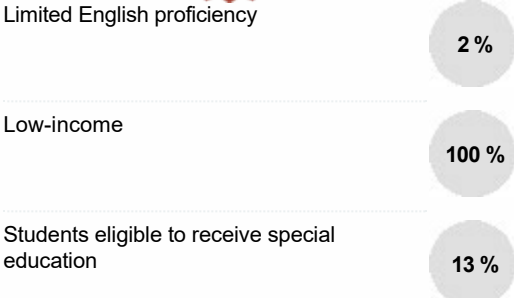 Limited English proficiency
2 %
Low-income
100 %
Students eligible to receive special
education
13 %